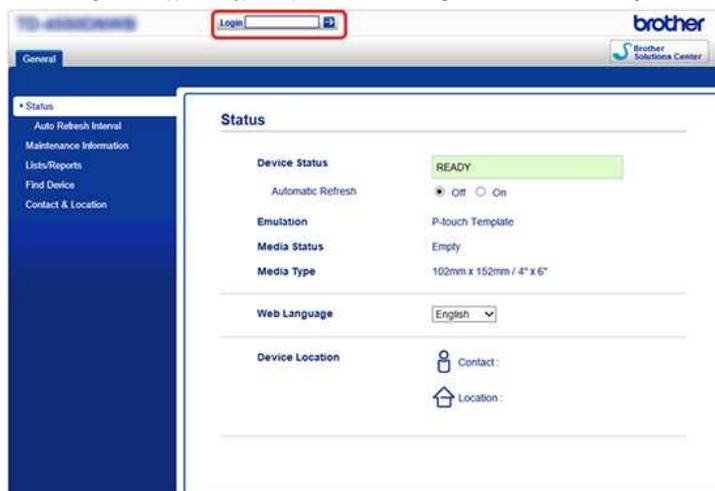 Login
brother
Brother
Solutions Center
General
Status
Auto Refresh Interval
Maintenance Information
Lists/Reports
Find Device
Contact & Location
Status
Device Status
READY
Automatic Refresh
Off On
Emulation
P-touch Template
Media Status
Empty
Media Type
102mm x 152mm / 4" x 6"
Web Language
English
Device Location
Contact :
Location :